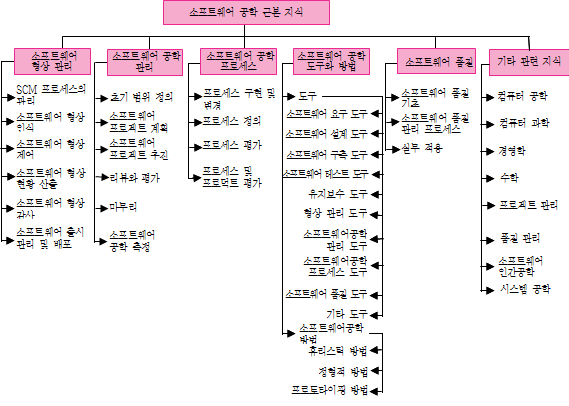 소프트웨어 공학 근본 지식
소프트웨어
형상 관리
SCM 프로세스의
관리
소프트웨어 형상
인식
소프트웨어 형상
제어
소프트웨어 형상
현황 산출
소프트웨어 형상
감사
소프트웨어 출시
관리 및 배포
소프트웨어 공학
관리
초기 범위 정의
소프트웨어
프로젝트 계획
소프트웨어
프로젝트 추진
리뷰와 평가
마무리
소프트웨어
공학 측정
소프트웨어 공학
프로세스
프로세스 구현 및
변경
프로세스 정의
프로세스 평가
프로세스 및
프로덕트 평가
소프트웨어 공학
도구와 방법
도구
소프트웨어 요구 도구
소프트웨어 설계 도구
소프트웨어 구축 도구
소프트웨어 테스트 도구
유지보수 도구
형상 관리 도구
소프트웨어공학
관리 도구
소프트웨어공학
프로세스 도구
소프트웨어 품질 도구
기타 도구
소프트웨어공학
방법
휴리스틱 방법
정형적 방법
프로토타이핑 방법
소프트웨어 품질
소프트웨어 품질
기초
소프트웨어 품질
관리 프로세스
실무 적용
기타 관련 지식
컴퓨터 공학
컴퓨터 과학
경영학
수학
프로젝트 관리
품질 관리
소프트웨어
인간공학
시스템 공학